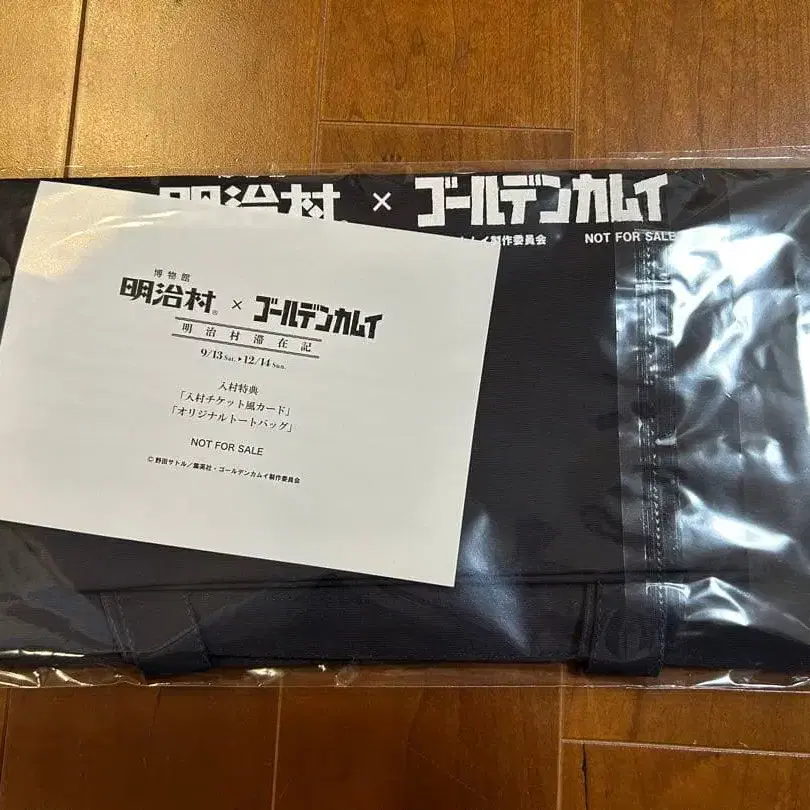 明治村 × ゴールデンカムイ
カムイ製作委員会 NOT FOR SALE
博物館
明治村® × ゴールデンカムイ
明治村滞在記
9/13 Sat. ▸ 12/14 Sun.
入村特典
「入村チケット風カード」
「オリジナルトートバッグ」
NOT FOR SALE
© 野田サトル／集英社・ゴールデンカムイ製作委員会